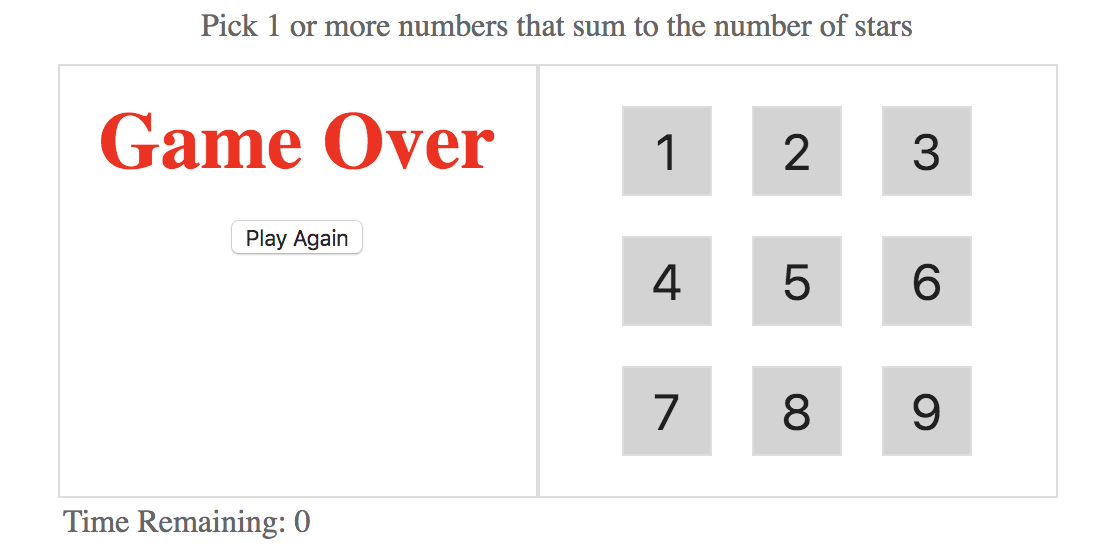 Pick 1 or more numbers that sum to the number of stars
Game Over
Play Again
1 2 3
4 5 6
7 8 9
Time Remaining: 0